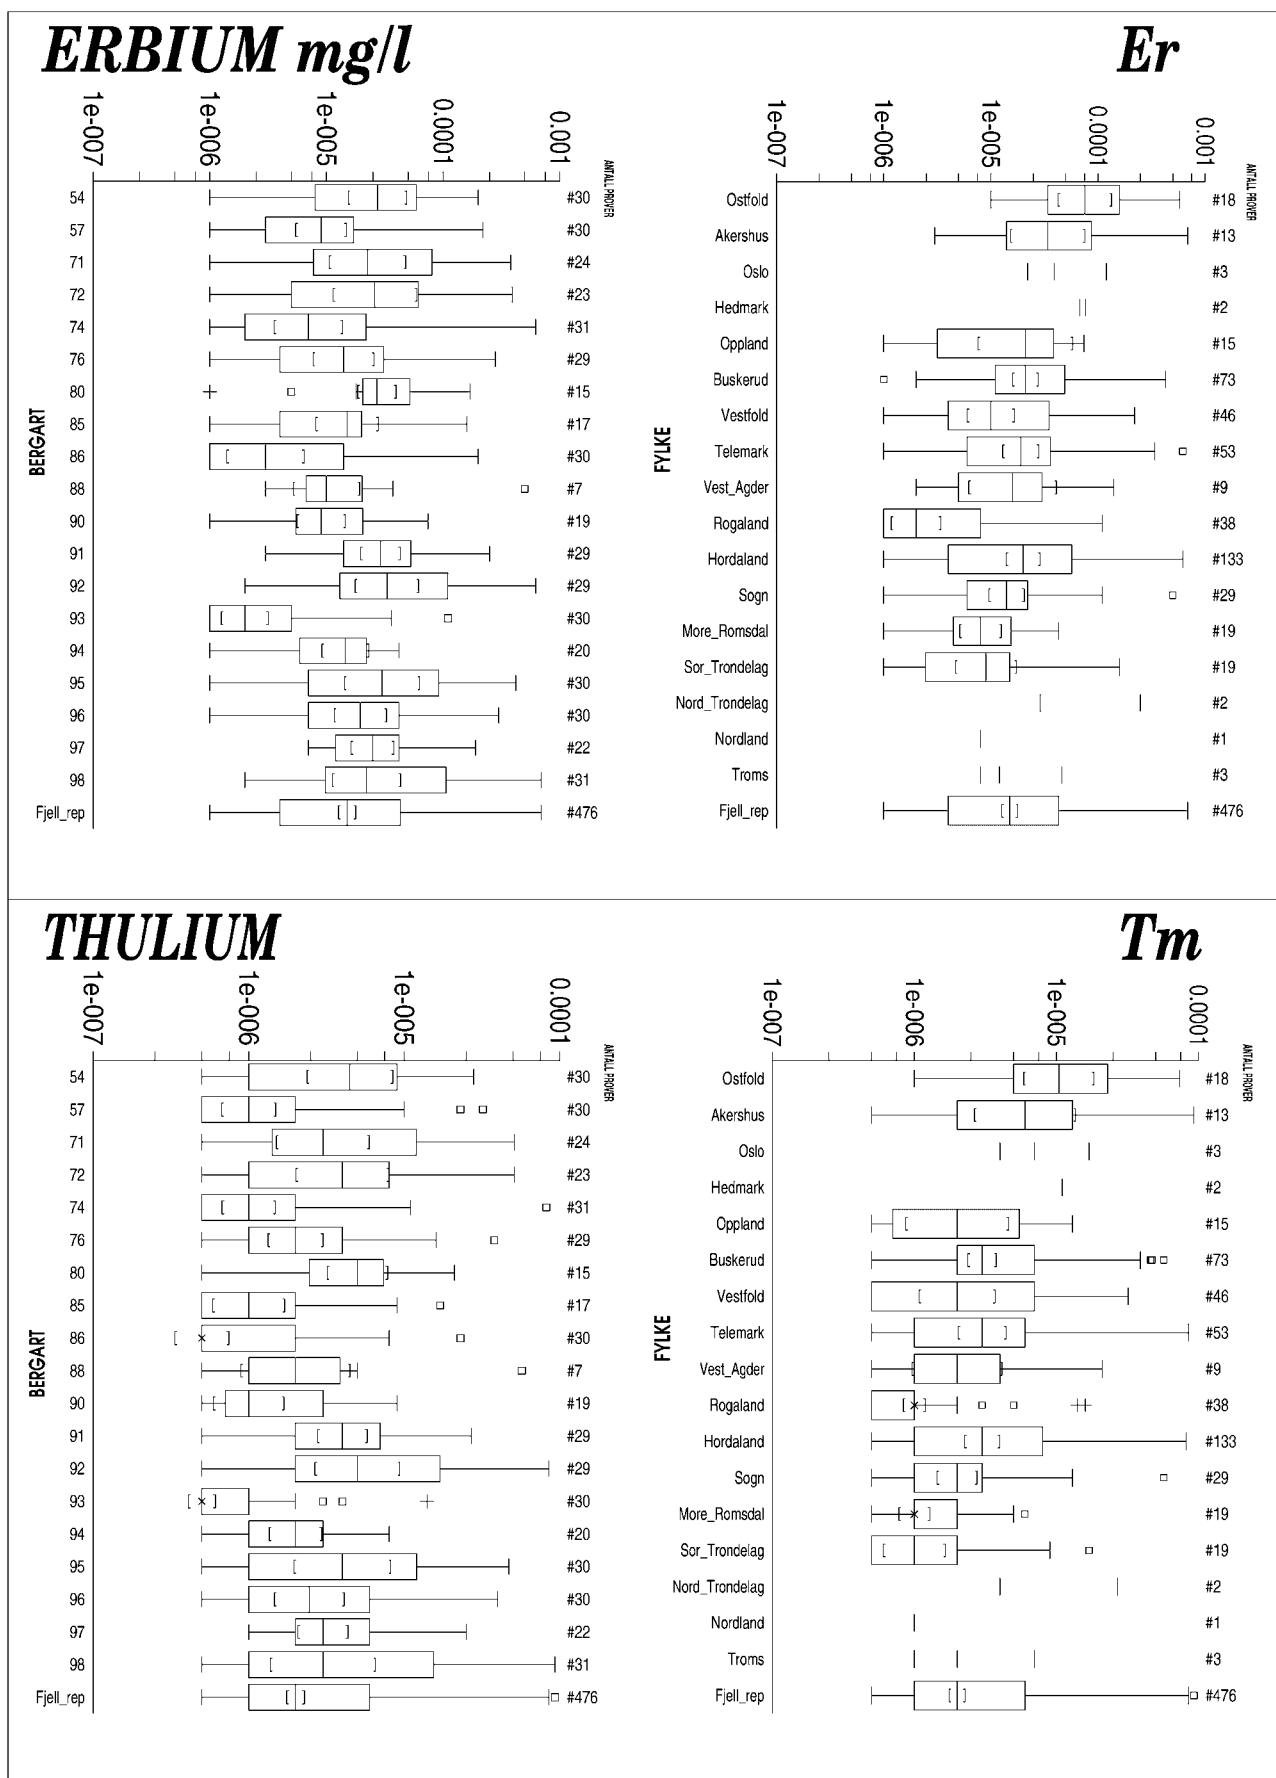 ERBIUM mg/l
Er
1e-007
1e-006
1e-005
0.0001
0.001
ANTALL PROVER
BERGART
54 #30
57 #30
71 #24
72 #23
74 #31
76 #29
80 #15
85 #17
86 #30
88 #7
90 #19
91 #29
92 #29
93 #30
94 #20
95 #30
96 #30
97 #22
98 #31
Fjell_rep #476
1e-007
1e-006
1e-005
0.0001
0.001
ANTALL PROVER
FYLKE
Ostfold #18
Akershus #13
Oslo #3
Hedmark #2
Oppland #15
Buskerud #73
Vestfold #46
Telemark #53
Vest_Agder #9
Rogaland #38
Hordaland #133
Sogn #29
More_Romsdal #19
Sor_Trondelag #19
Nord_Trondelag #2
Nordland #1
Troms #3
Fjell_rep #476
THULIUM
Tm
1e-007
1e-006
1e-005
0.0001
ANTALL PROVER
BERGART
54 #30
57 #30
71 #24
72 #23
74 #31
76 #29
80 #15
85 #17
86 #30
88 #7
90 #19
91 #29
92 #29
93 #30
94 #20
95 #30
96 #30
97 #22
98 #31
Fjell_rep #476
1e-007
1e-006
1e-005
0.0001
ANTALL PROVER
FYLKE
Ostfold #18
Akershus #13
Oslo #3
Hedmark #2
Oppland #15
Buskerud #73
Vestfold #46
Telemark #53
Vest_Agder #9
Rogaland #38
Hordaland #133
Sogn #29
More_Romsdal #19
Sor_Trondelag #19
Nord_Trondelag #2
Nordland #1
Troms #3
Fjell_rep #476